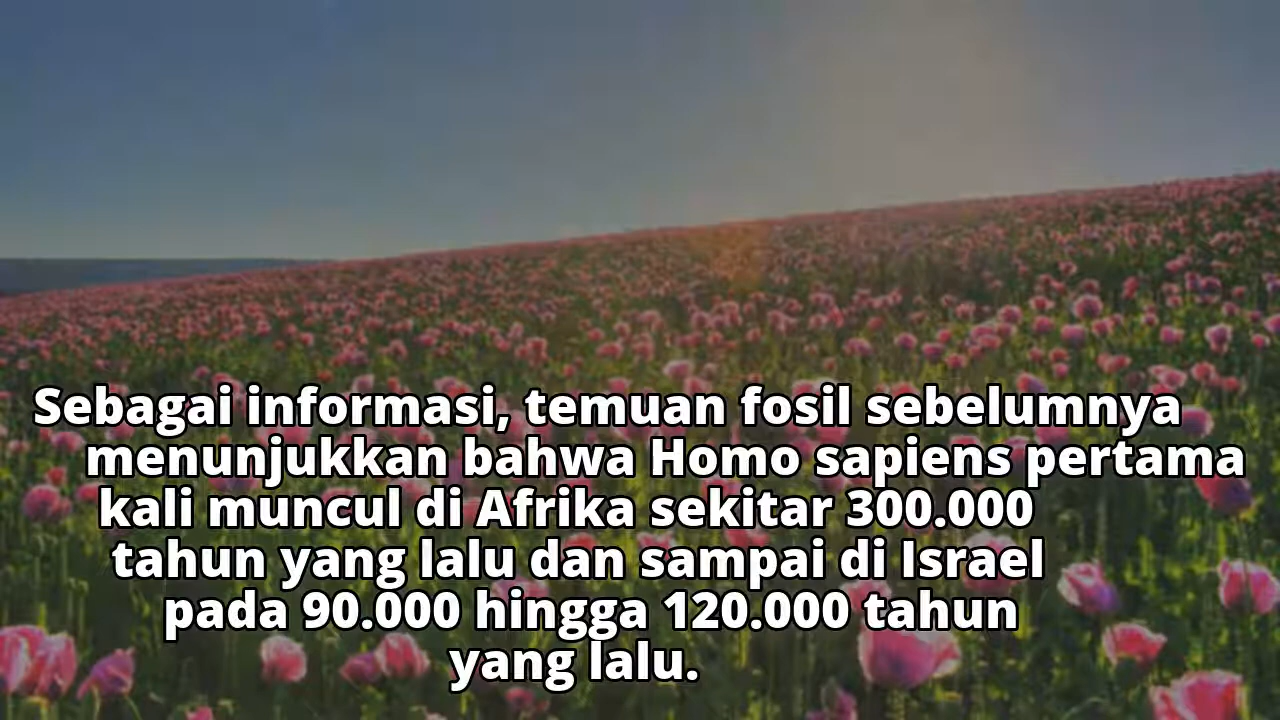 Sebagai informasi, temuan fosil sebelumnya
menunjukkan bahwa Homo sapiens pertama
kali muncul di Afrika sekitar 300.000
tahun yang lalu dan sampai di Israel
pada 90.000 hingga 120.000 tahun
yang lalu.